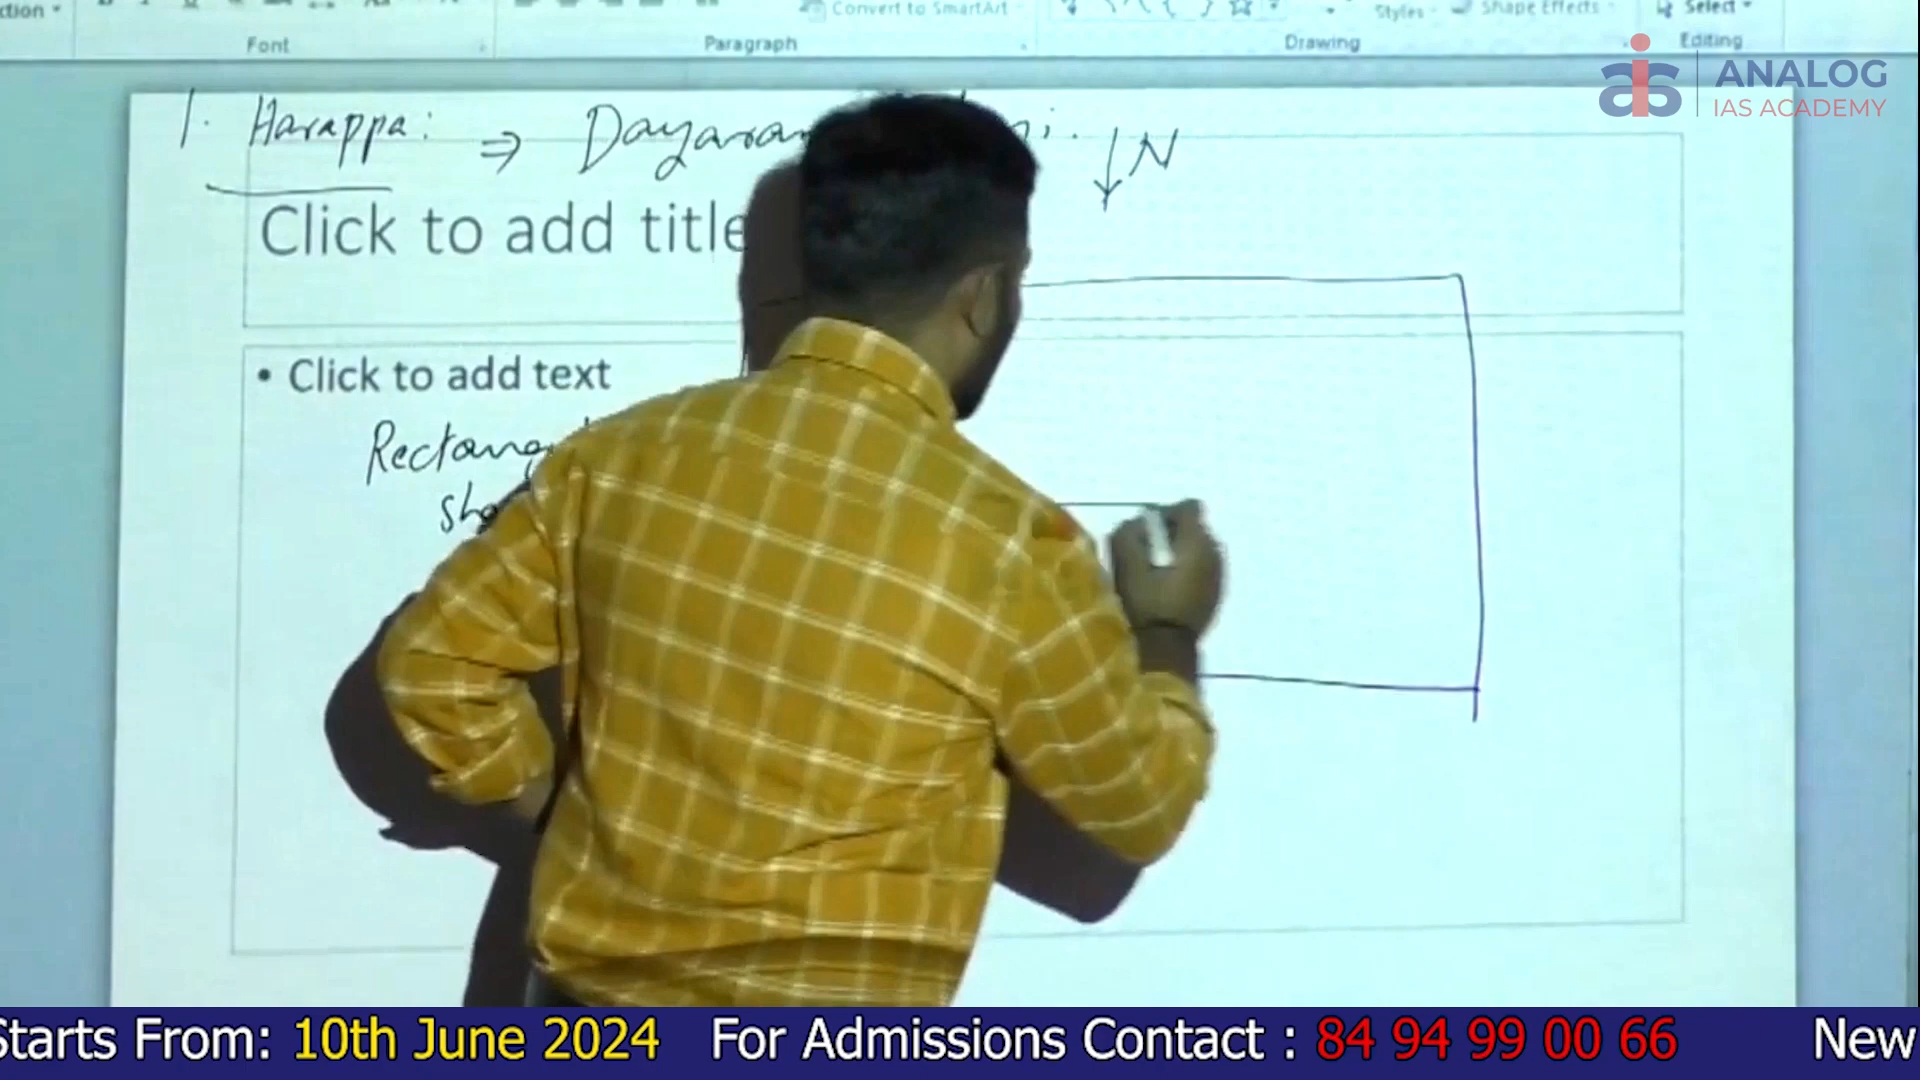 Font
Paragraph
Convert to SmartArt
Drawing
Styles
Shape Effects
Select
Editing
ANALOG
IAS ACADEMY
1. Harappa: ⇒
↓N
Click to add title
• Click to add text
Starts From: 10th June 2024 For Admissions Contact : 84 94 99 00 66 New